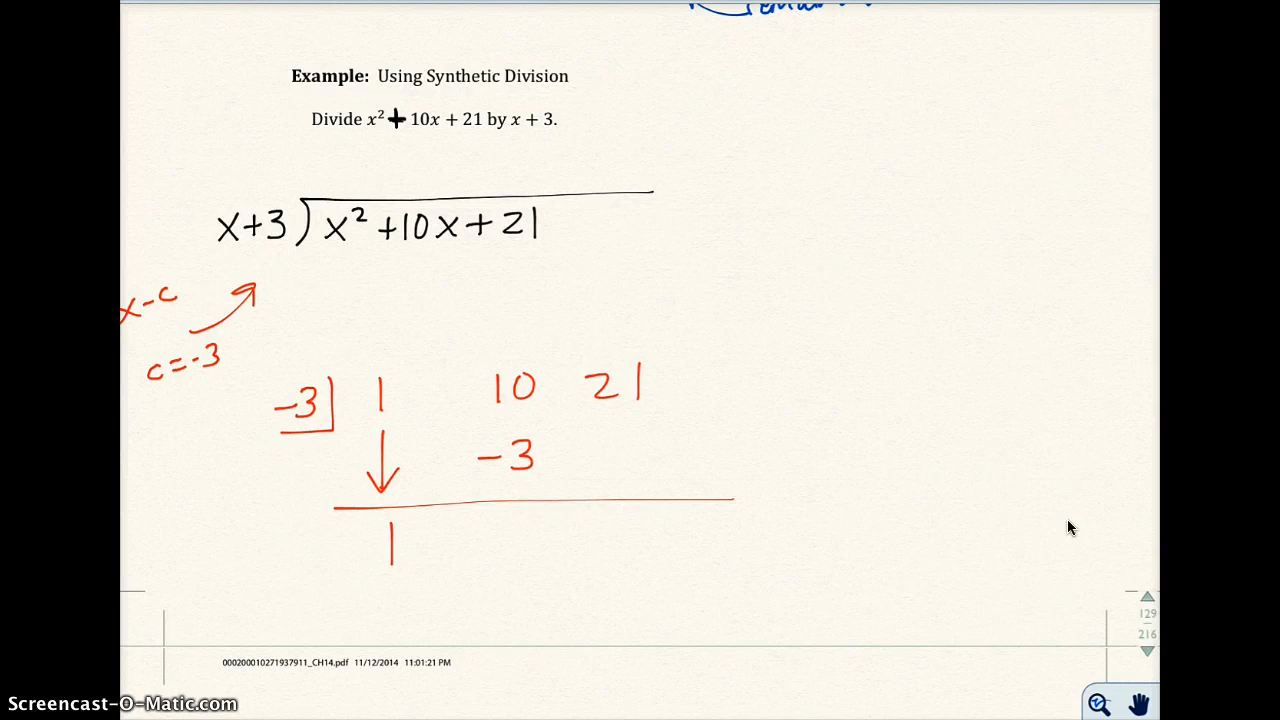 Example: Using Synthetic Division
Divide x² + 10x + 21 by x + 3.
x+3 ) x² +10x+21
x-c
c=-3
-3 1 10 21
-3
1
129
216
000200010271937911_CH14.pdf 11/12/2014 11:01:21 PM
Screencast-O-Matic.com